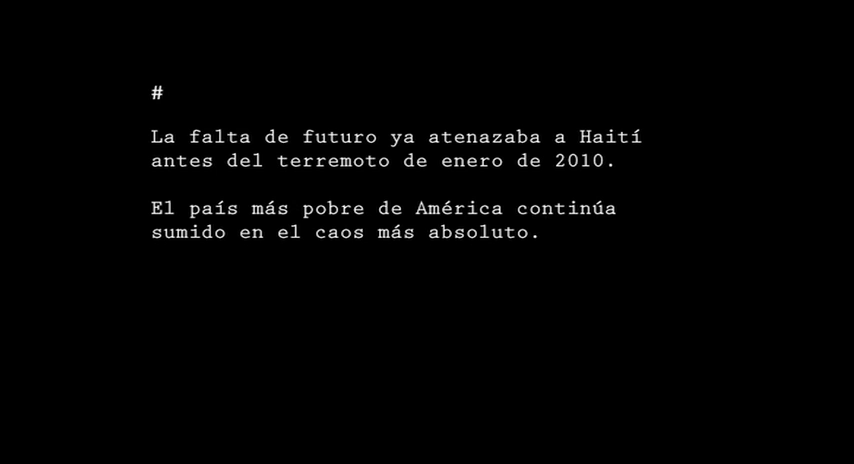 #
La falta de futuro ya atenazaba a Haití
antes del terremoto de enero de 2010.
El país más pobre de América continúa
sumido en el caos más absoluto.